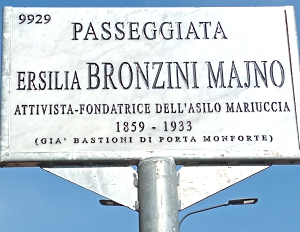 9929
PASSEGGIATA
ERSILIA BRONZINI MAJNO
ATTIVISTA-FONDATRICE DELL'ASILO MARIUCCIA
1859 - 1933
(GIA' BASTIONI DI PORTA MONFORTE)